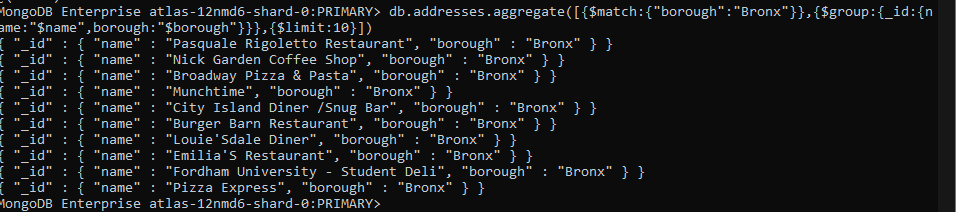 MongoDB Enterprise atlas-12nmd6-shard-0:PRIMARY> db.addresses.aggregate([{$match:{"borough":"Bronx"}},{$group:{_id:{n
ame:"$name",borough:"$borough"}}},{$limit:10}])
{ "_id" : { "name" : "Pasquale Rigoletto Restaurant", "borough" : "Bronx" } }
{ "_id" : { "name" : "Nick Garden Coffee Shop", "borough" : "Bronx" } }
{ "_id" : { "name" : "Broadway Pizza & Pasta", "borough" : "Bronx" } }
{ "_id" : { "name" : "Munchtime", "borough" : "Bronx" } }
{ "_id" : { "name" : "City Island Diner /Snug Bar", "borough" : "Bronx" } }
{ "_id" : { "name" : "Burger Barn Restaurant", "borough" : "Bronx" } }
{ "_id" : { "name" : "Louie'Sdale Diner", "borough" : "Bronx" } }
{ "_id" : { "name" : "Emilia'S Restaurant", "borough" : "Bronx" } }
{ "_id" : { "name" : "Fordham University - Student Deli", "borough" : "Bronx" } }
{ "_id" : { "name" : "Pizza Express", "borough" : "Bronx" } }
MongoDB Enterprise atlas-12nmd6-shard-0:PRIMARY>